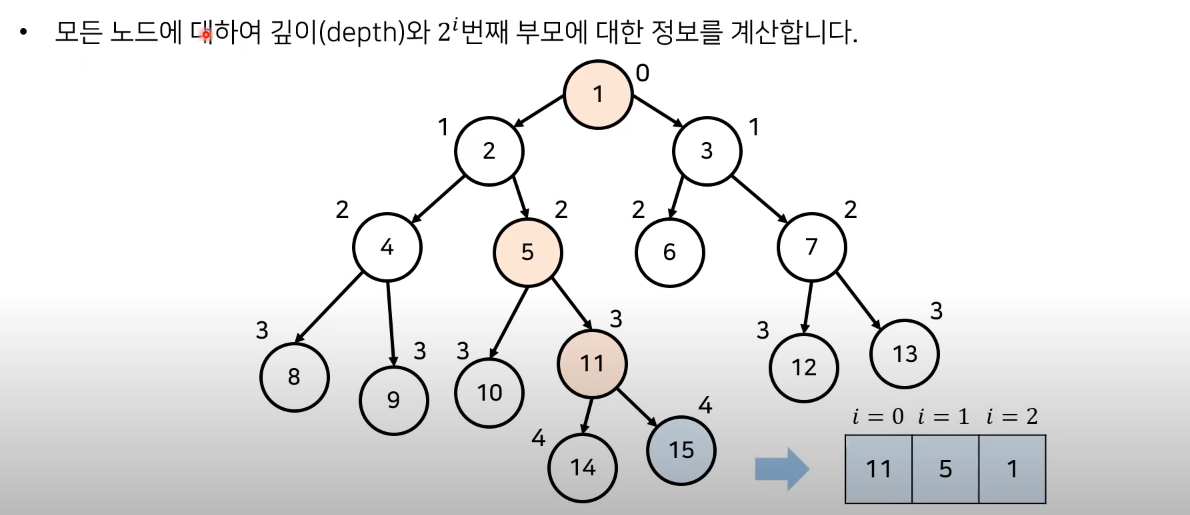 • 모든 노드에 대하여 깊이(depth)와 2^i번째 부모에 대한 정보를 계산합니다.
0
1
1 1
2 3
2 2 2 2
4 5 6 7
3 3 3 3 3
8 9 10 11 12 13
4 4
14 15
i = 0 i = 1 i = 2
11 5 1